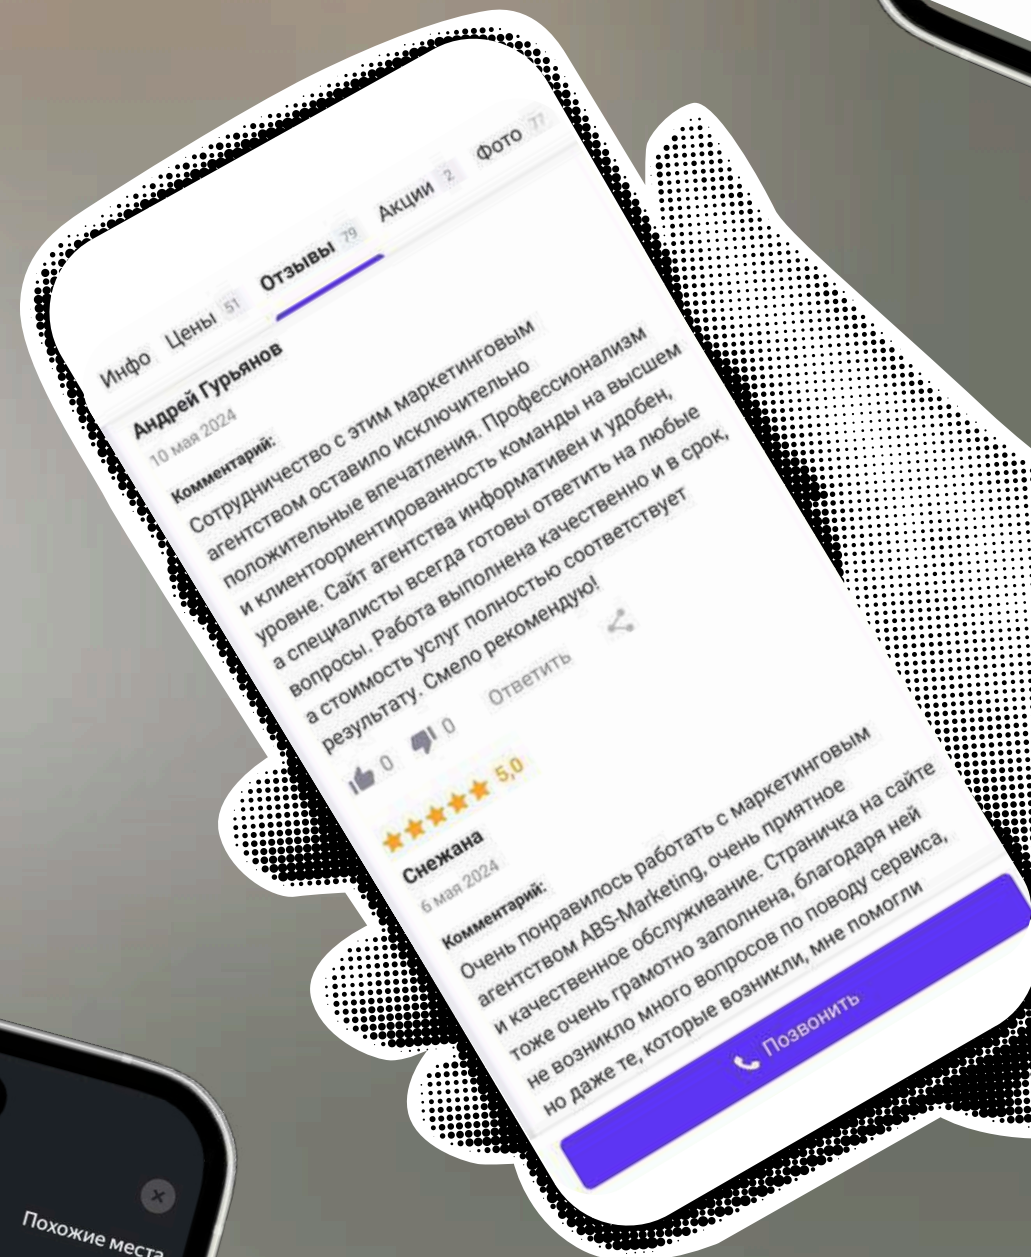 Инфо Цены 51 Отзывы 79 Акции 2 Фото 77
Андрей Гурьянов
10 мая 2024
Комментарий:
Сотрудничество с этим маркетинговым
агентством оставило исключительно
положительные впечатления. Профессионализм
и клиентоориентированность команды на высшем
уровне. Сайт агентства информативен и удобен,
а специалисты всегда готовы ответить на любые
вопросы. Работа выполнена качественно и в срок,
а стоимость услуг полностью соответствует
результату. Смело рекомендую!
0 0 Ответить
5,0
Снежана
6 мая 2024
Комментарий:
Очень понравилось работать с маркетинговым
агентством ABS-Marketing, очень приятное
и качественное обслуживание. Страничка на сайте
тоже очень грамотно заполнена, благодаря ней
не возникло много вопросов по поводу сервиса,
но даже те, которые возникли, мне помогли
Позвонить
Похожие места